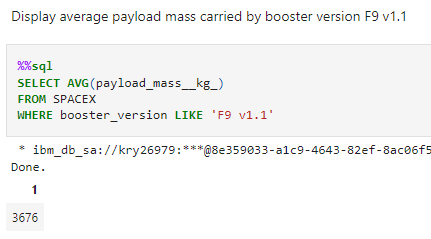 Display average payload mass carried by booster version F9 v1.1
%%sql
SELECT AVG(payload_mass__kg_)
FROM SPACEX
WHERE booster_version LIKE 'F9 v1.1'
* ibm_db_sa://kry26979:***@8e359033-a1c9-4643-82ef-8ac06f5
Done.
1
3676